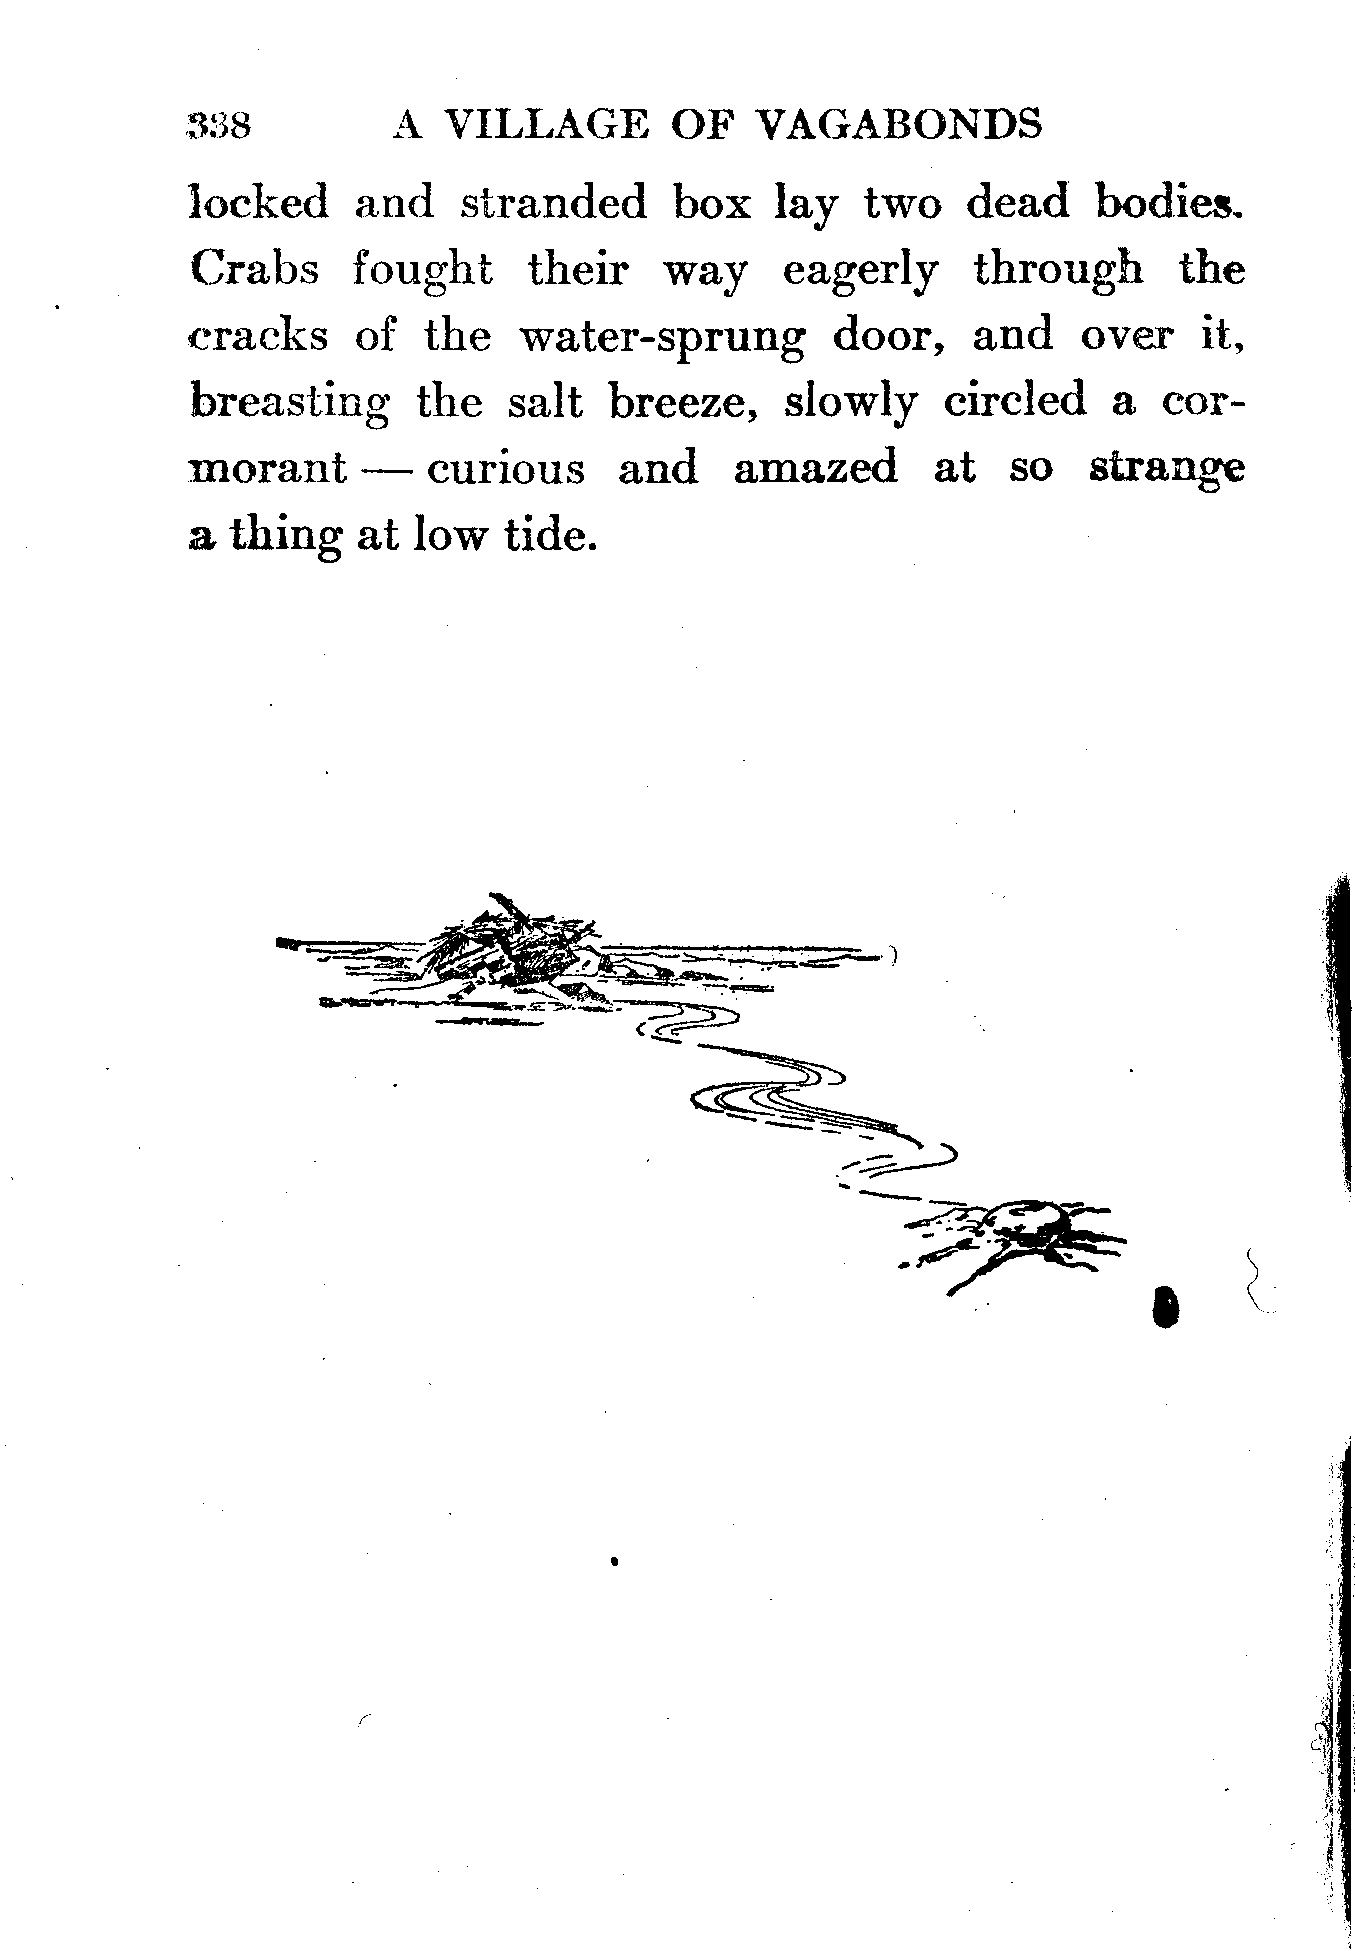 338 A VILLAGE OF VAGABONDS
locked and stranded box lay two dead bodies.
Crabs fought their way eagerly through the
cracks of the water-sprung door, and over it,
breasting the salt breeze, slowly circled a cor-
morant — curious and amazed at so strange
a thing at low tide.